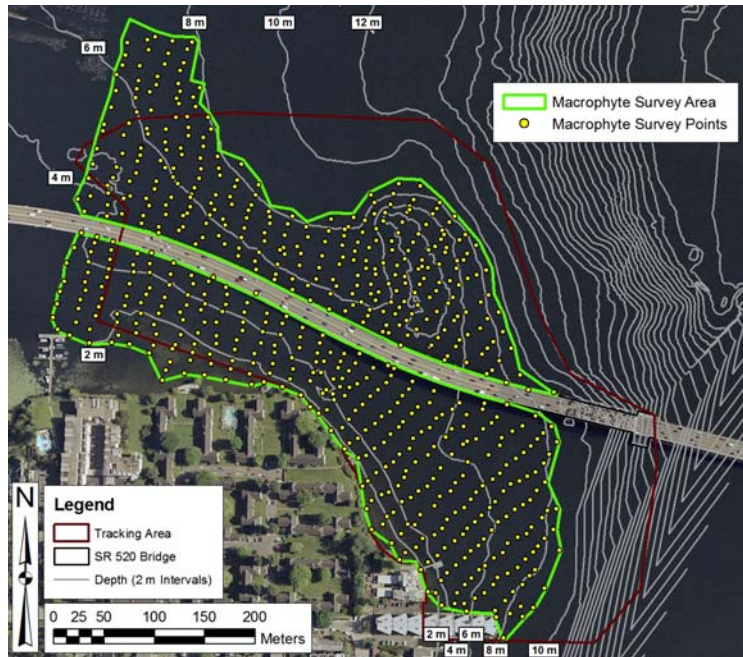 8 m
10 m
12 m
6 m
Macrophyte Survey Area
Macrophyte Survey Points
4 m
2 m
N
Legend
Tracking Area
SR 520 Bridge
Depth (2 m Intervals)
0 25 50 100 150 200
Meters
2 m
6 m
4 m
8 m
10 m